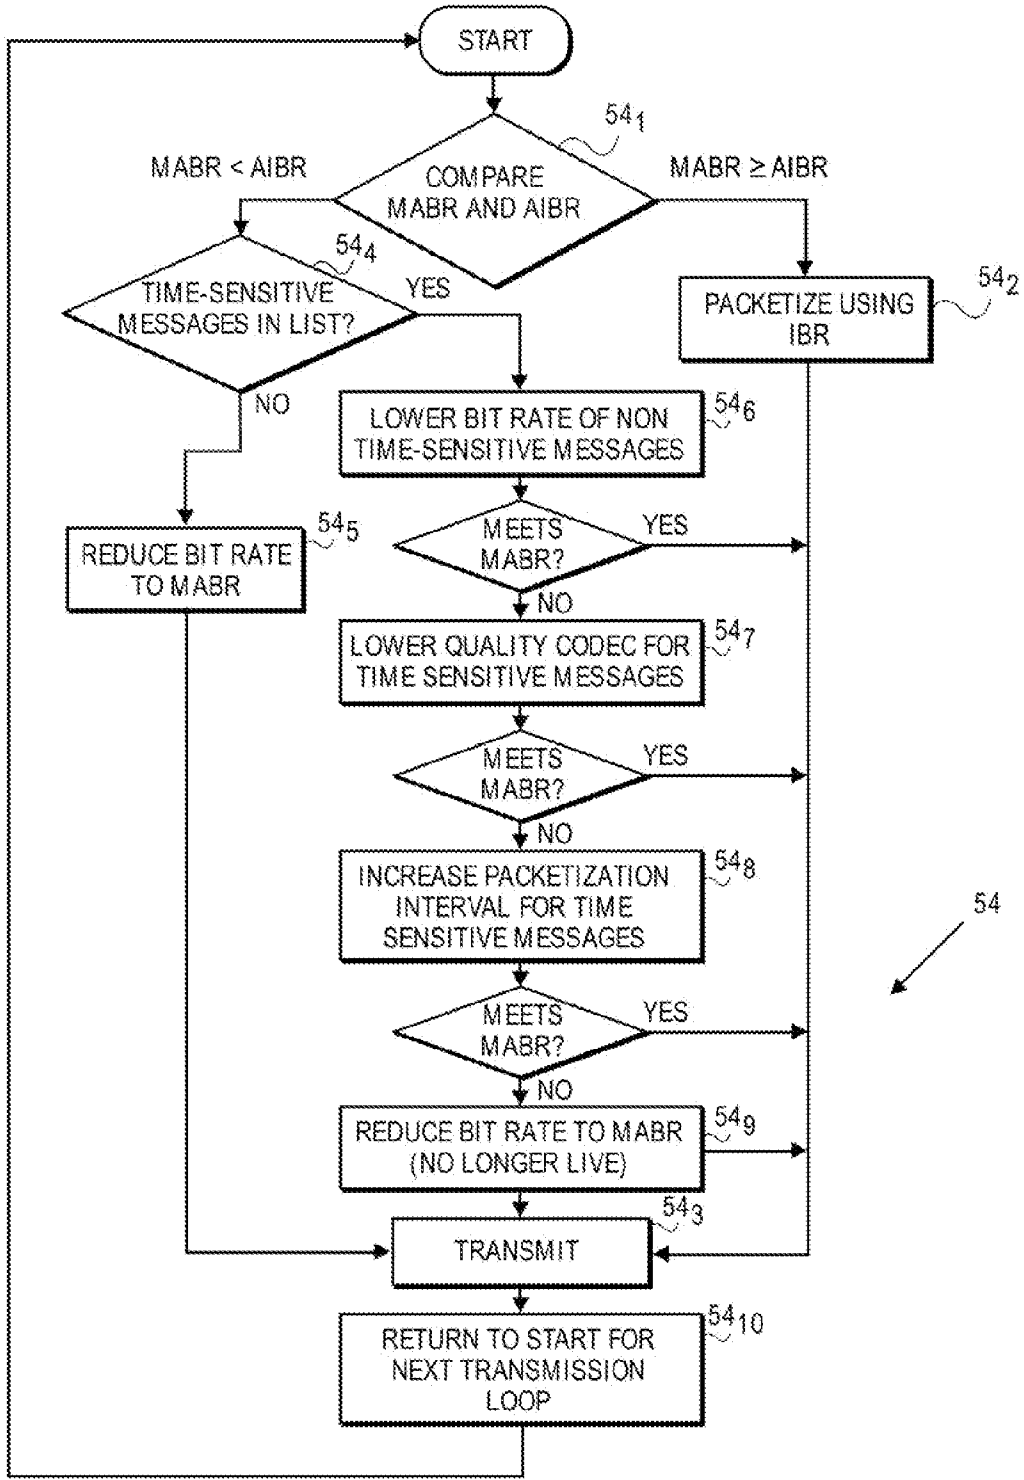 START
54₁
MABR < AIBR
COMPARE
MABR AND AIBR
MABR ≥ AIBR
54₄
TIME-SENSITIVE
MESSAGES IN LIST?
YES
NO
54₂
PACKETIZE USING
IBR
54₆
LOWER BIT RATE OF NON
TIME-SENSITIVE MESSAGES
MEETS
MABR?
YES
NO
54₅
REDUCE BIT RATE
TO MABR
54₇
LOWER QUALITY CODEC FOR
TIME SENSITIVE MESSAGES
MEETS
MABR?
YES
NO
54₈
INCREASE PACKETIZATION
INTERVAL FOR TIME
SENSITIVE MESSAGES
54
MEETS
MABR?
YES
NO
54₉
REDUCE BIT RATE TO MABR
(NO LONGER LIVE)
54₃
TRANSMIT
54₁₀
RETURN TO START FOR
NEXT TRANSMISSION
LOOP